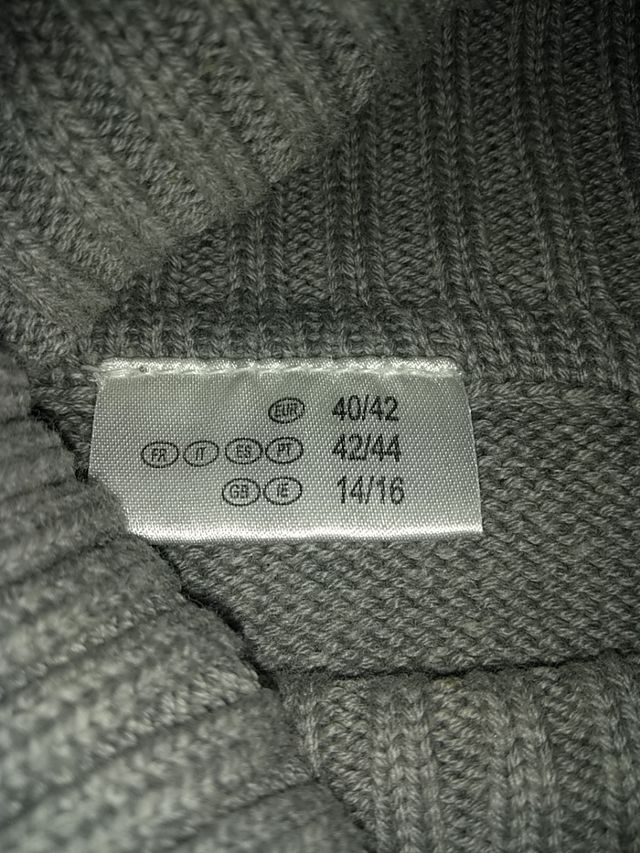 EUR 40/42
FR IT ES PT 42/44
GB IE 14/16